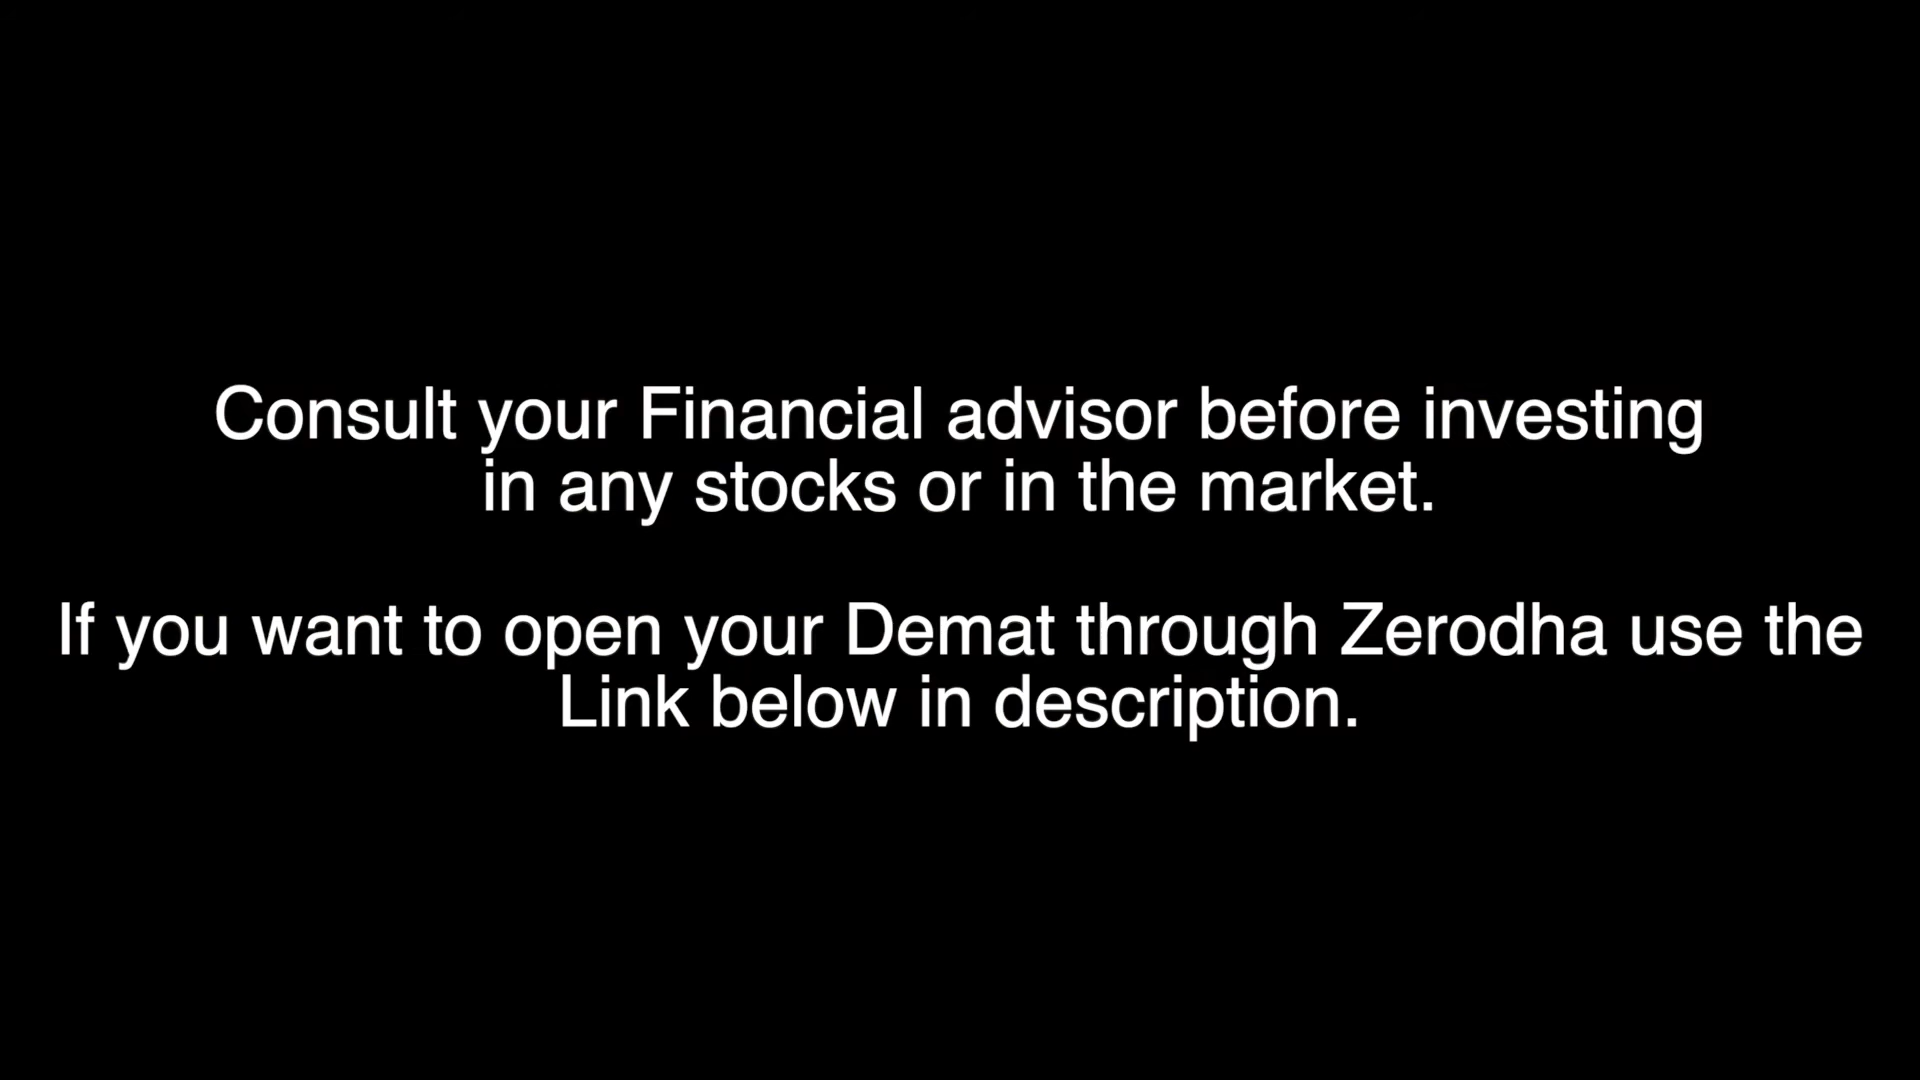 Consult your Financial advisor before investing
in any stocks or in the market.
If you want to open your Demat through Zerodha use the
Link below in description.